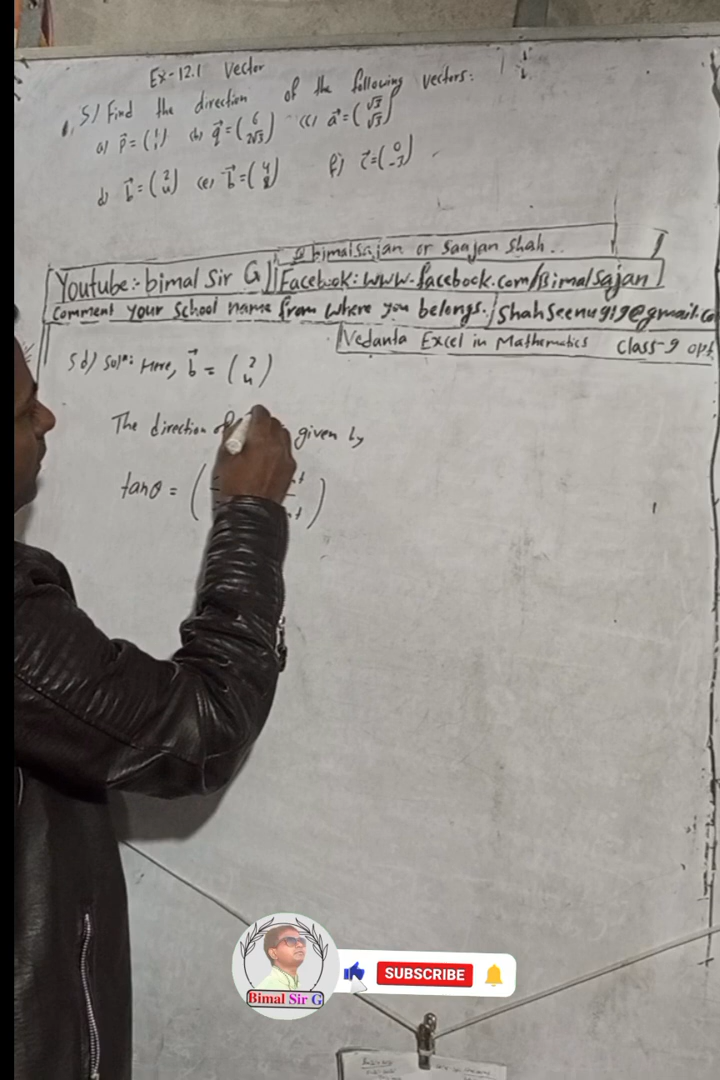 Ex-12.1 Vector
5) Find the direction of the following vectors:
a) p⃗ = (1 1) (b) q⃗ = (6 2√3) (c) a⃗ = (√3 √3)
d) b⃗ = (2 4) (e) b⃗ = (4 ) f) c⃗ = (0 -3)
@ bimalsajan or Saajan Shah..
Youtube:- bimal Sir G Facebook: www.facebook.com/Bimalsajan
Comment your School name from where you belongs. Shahseenu919@gmail.co
Vedanta Excel in Mathematics Class-9 opt
5d) Solⁿ: Here, b⃗ = (2 4)
The direction of given by
tanθ = (
Bimal Sir G
SUBSCRIBE